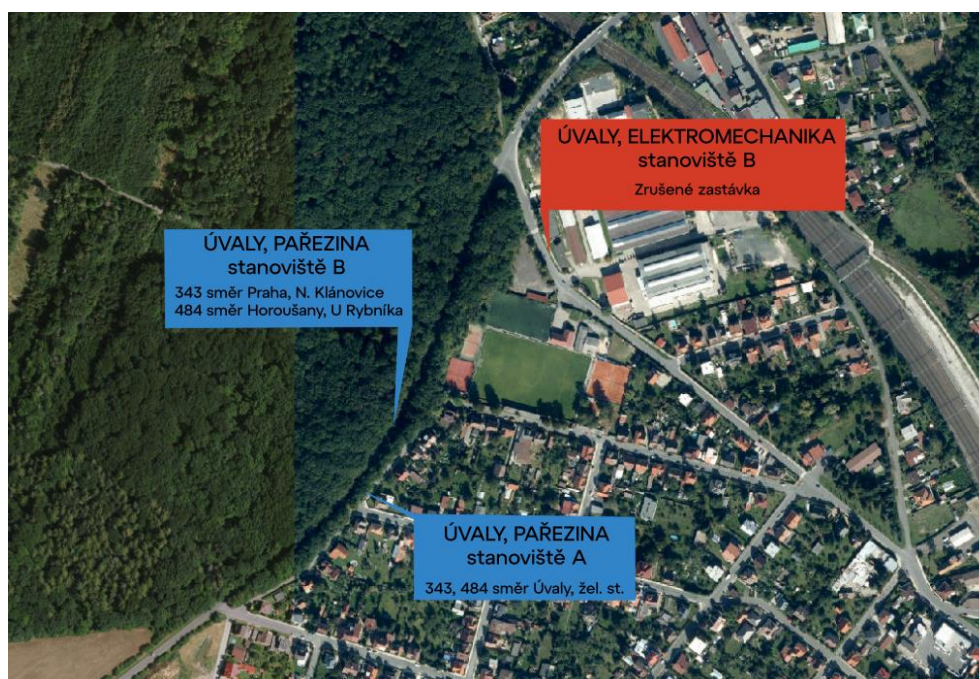 ÚVALY, ELEKTROMECHANIKA
stanoviště B
Zrušené zastávka
ÚVALY, PAŘEZINA
stanoviště B
343 směr Praha, N. Klánovice
484 směr Horoušany, U Rybníka
ÚVALY, PAŘEZINA
stanoviště A
343, 484 směr Úvaly, žel. st.